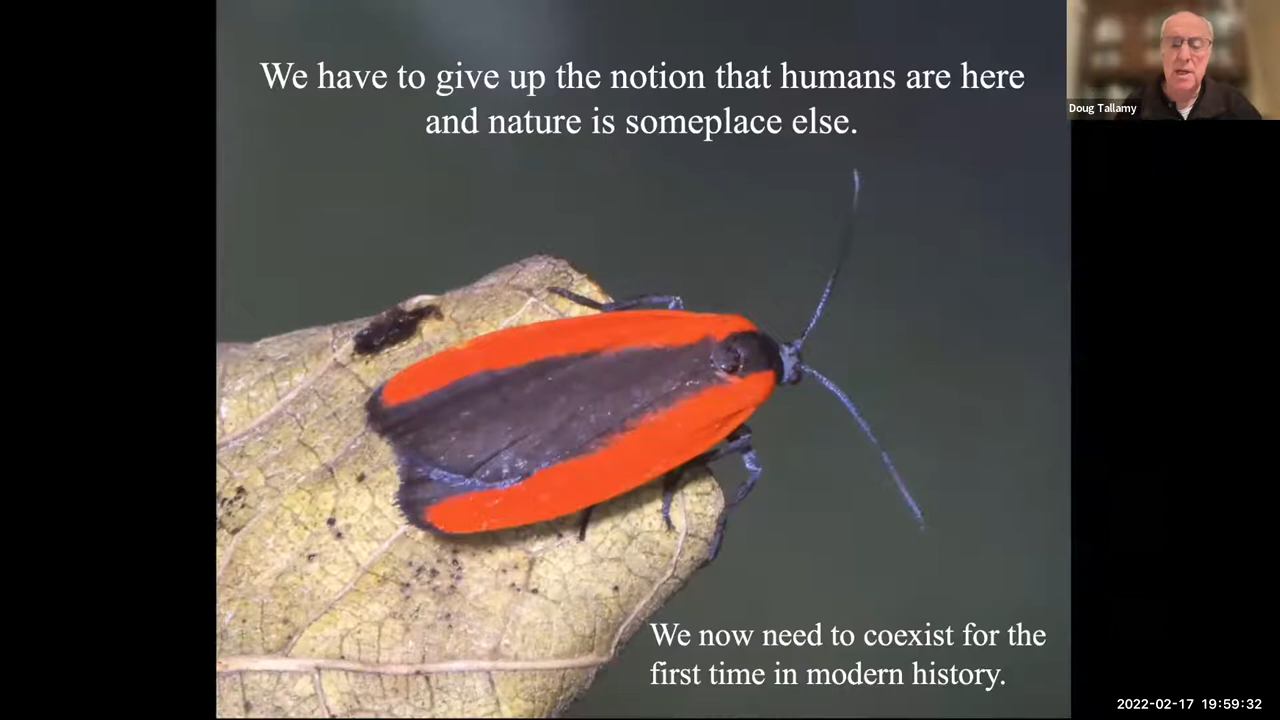 We have to give up the notion that humans are here
and nature is someplace else.
Doug Tallamy
We now need to coexist for the
first time in modern history.
2022-02-17 19:59:32